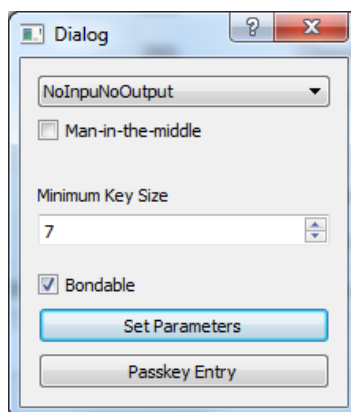 Dialog
NoInpuNoOutput
Man-in-the-middle
Minimum Key Size
7
Bondable
Set Parameters
Passkey Entry